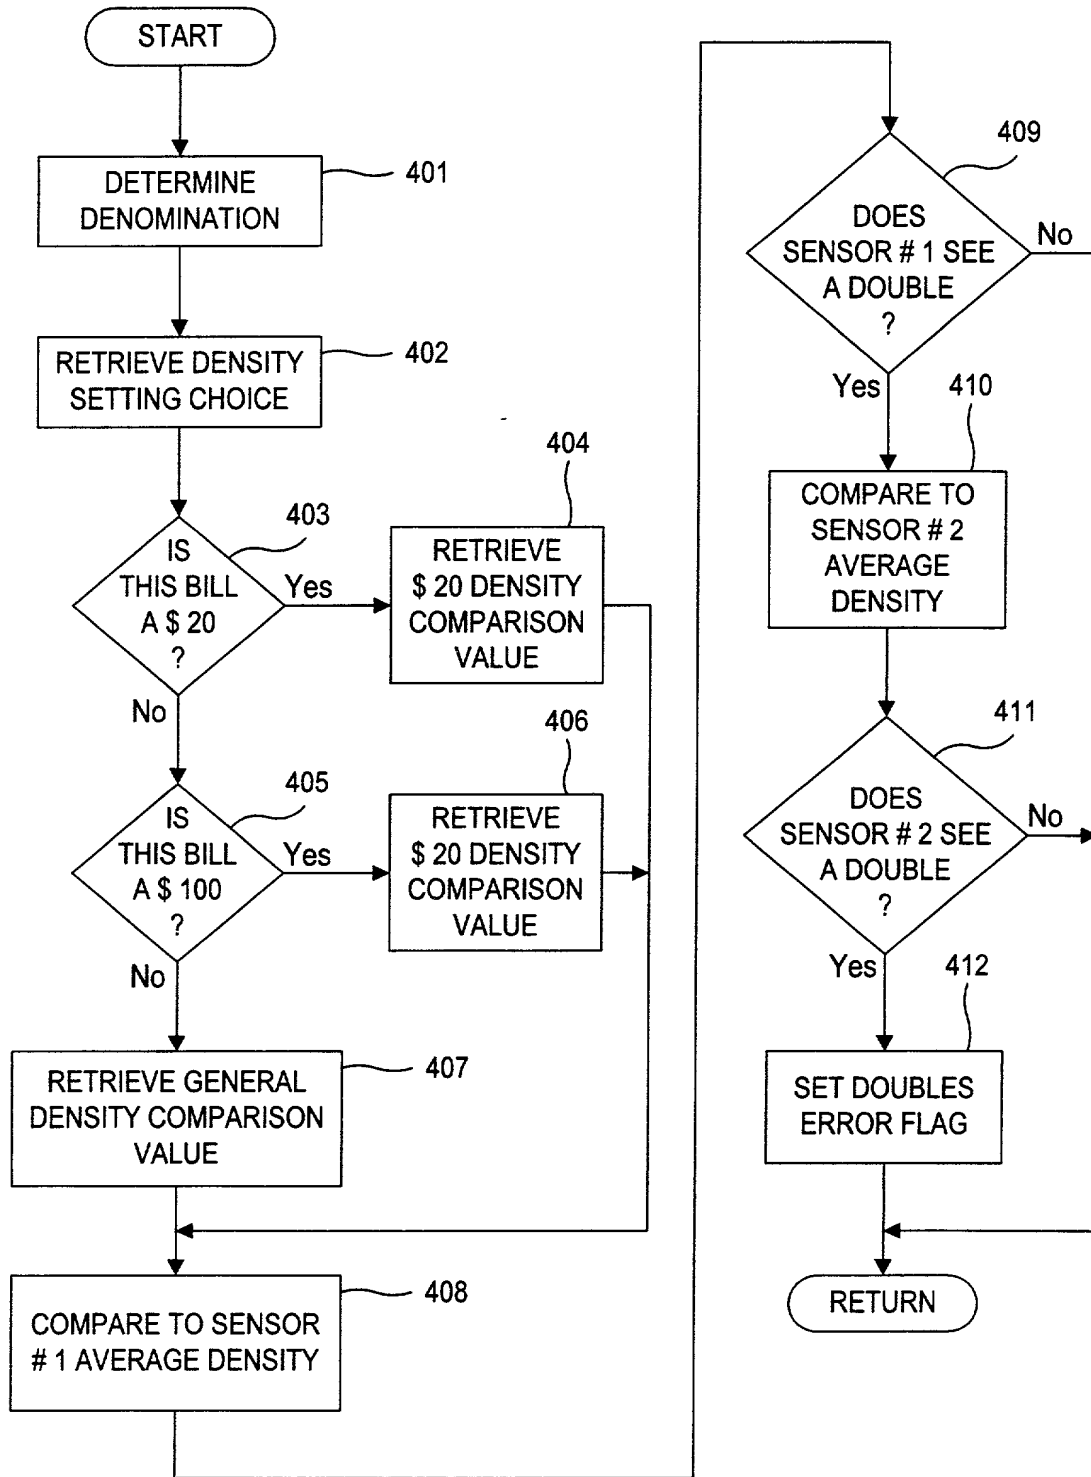 START
DETERMINE
DENOMINATION
401
RETRIEVE DENSITY
SETTING CHOICE
402
IS
THIS BILL
A $ 20
?
403
Yes
No
RETRIEVE
$ 20 DENSITY
COMPARISON
VALUE
404
IS
THIS BILL
A $ 100
?
405
Yes
No
RETRIEVE
$ 20 DENSITY
COMPARISON
VALUE
406
RETRIEVE GENERAL
DENSITY COMPARISON
VALUE
407
COMPARE TO SENSOR
# 1 AVERAGE DENSITY
408
DOES
SENSOR # 1 SEE
A DOUBLE
?
409
No
Yes
COMPARE TO
SENSOR # 2
AVERAGE
DENSITY
410
DOES
SENSOR # 2 SEE
A DOUBLE
?
411
No
Yes
SET DOUBLES
ERROR FLAG
412
RETURN